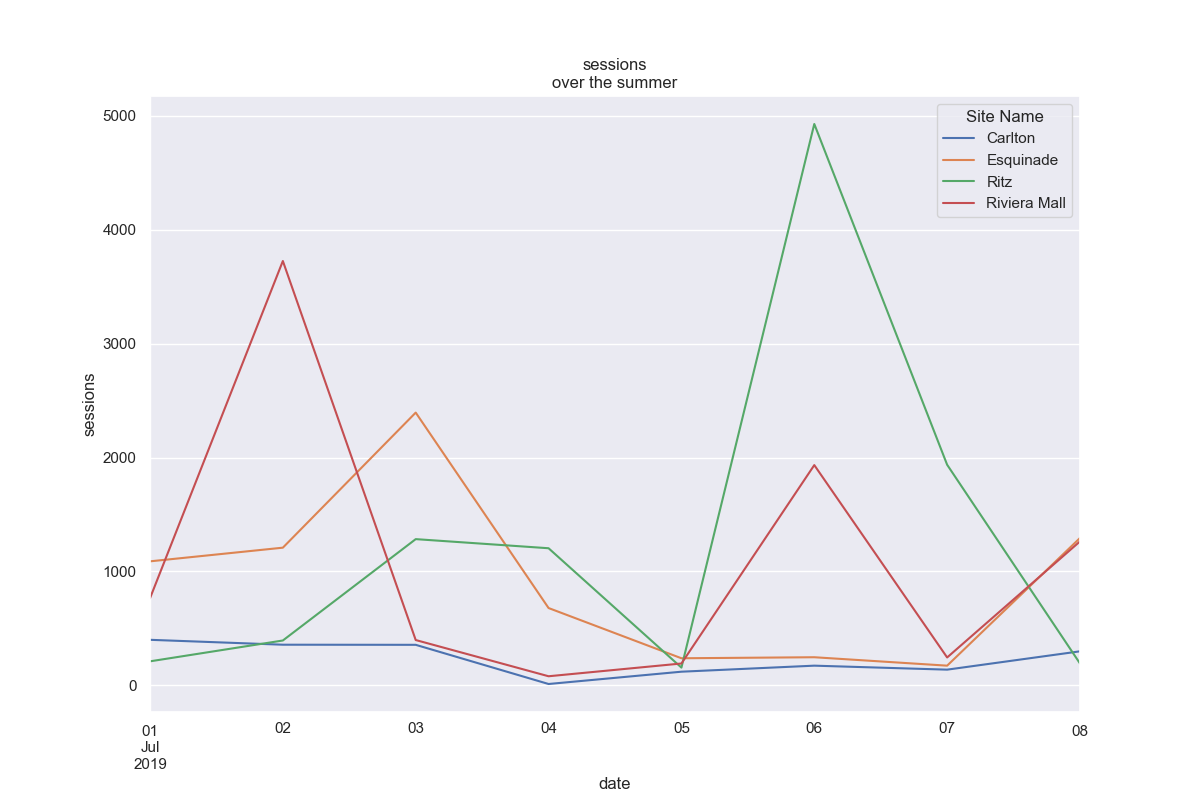 sessions
over the summer
5000
4000
3000
2000
1000
0
sessions
Site Name
Carlton
Esquinade
Ritz
Riviera Mall
01
Jul
2019
02
03
04
05
06
07
08
date